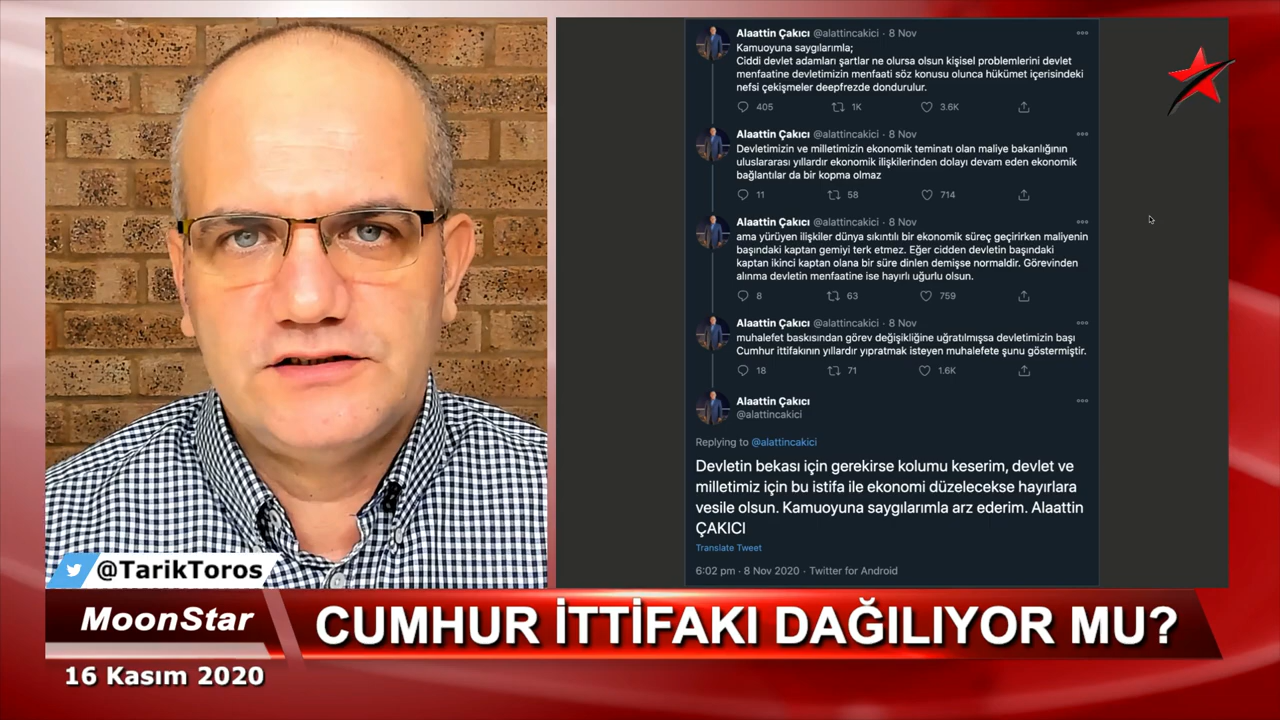 Alaattin Çakıcı @alattincakici · 8 Nov
Kamuoyuna saygılarımla;
Ciddi devlet adamları şartlar ne olursa olsun kişisel problemlerini devlet
menfaatine devletimizin menfaati söz konusu olunca hükümet içerisindeki
nefsi çekişmeler deepfrezde dondurulur.
405 1K 3.6K
Alaattin Çakıcı @alattincakici · 8 Nov
Devletimizin ve milletimizin ekonomik teminatı olan maliye bakanlığının
uluslararası yıllardır ekonomik ilişkilerinden dolayı devam eden ekonomik
bağlantılar da bir kopma olmaz
11 58 714
Alaattin Çakıcı @alattincakici · 8 Nov
ama yürüyen ilişkiler dünya sıkıntılı bir ekonomik süreç geçirirken maliyenin
başındaki kaptan gemiyi terk etmez. Eğer cidden devletin başındaki
kaptan ikinci kaptan olana bir süre dinlen demişse normaldir. Görevinden
alınma devletin menfaatine ise hayırlı uğurlu olsun.
8 63 759
Alaattin Çakıcı @alattincakici · 8 Nov
muhalefet baskısından görev değişikliğine uğratılmışsa devletimizin başı
Cumhur ittifakının yıllardır yıpratmak isteyen muhalefete şunu göstermiştir.
18 71 1.6K
Alaattin Çakıcı
@alattincakici
Replying to @alattincakici
Devletin bekası için gerekirse kolumu keserim, devlet ve
milletimiz için bu istifa ile ekonomi düzelecekse hayırlara
vesile olsun. Kamuoyuna saygılarımla arz ederim. Alaattin
ÇAKICI
Translate Tweet
6:02 pm · 8 Nov 2020 · Twitter for Android
@TarikToros
MoonStar
CUMHUR İTTİFAKI DAĞILIYOR MU?
16 Kasım 2020